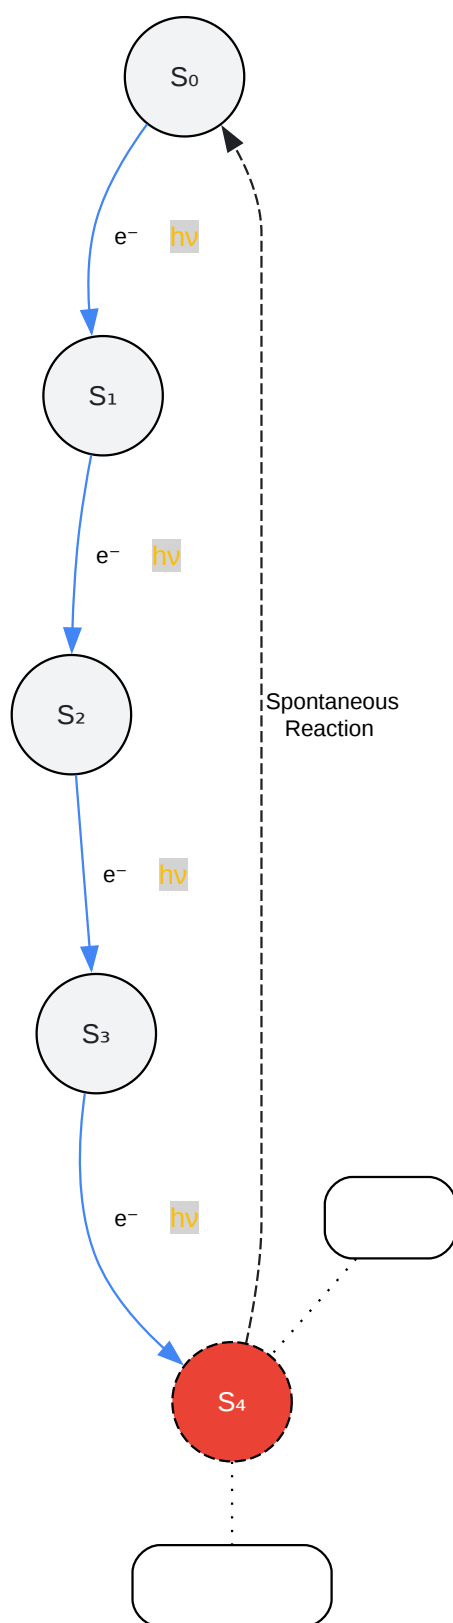 S₀
e⁻ hν
S₁
e⁻ hν
S₂
Spontaneous
Reaction
e⁻ hν
S₃
e⁻ hν
S₄